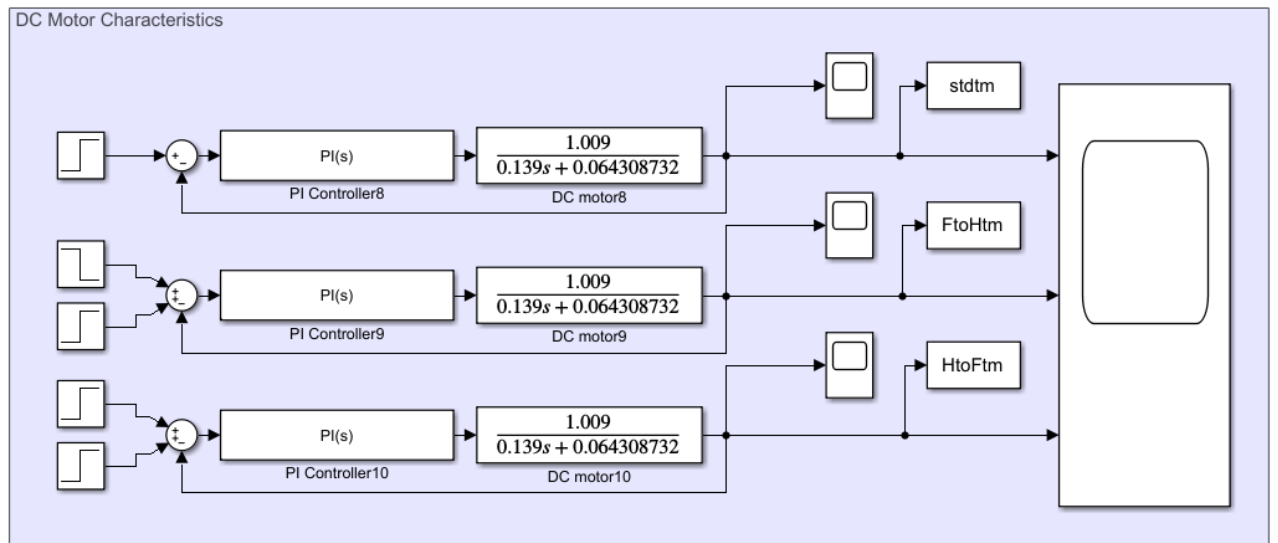 DC Motor Characteristics
stdtm
+
-
PI(s)
1.009
0.139s + 0.064308732
PI Controller8
DC motor8
FtoHtm
+
+
-
PI(s)
1.009
0.139s + 0.064308732
PI Controller9
DC motor9
HtoFtm
+
+
-
PI(s)
1.009
0.139s + 0.064308732
PI Controller10
DC motor10